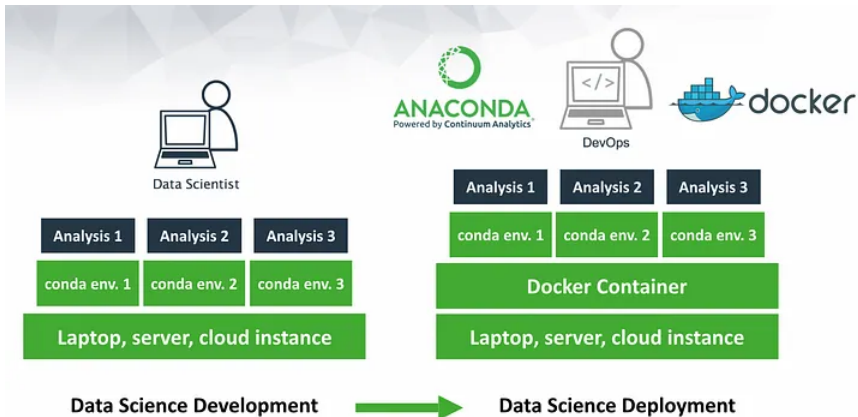 Data Scientist
Analysis 1
Analysis 2
Analysis 3
conda env. 1
conda env. 2
conda env. 3
Laptop, server, cloud instance
Data Science Development
ANACONDA
Powered by Continuum Analytics®
</>
DevOps
docker
Analysis 1
Analysis 2
Analysis 3
conda env. 1
conda env. 2
conda env. 3
Docker Container
Laptop, server, cloud instance
Data Science Deployment